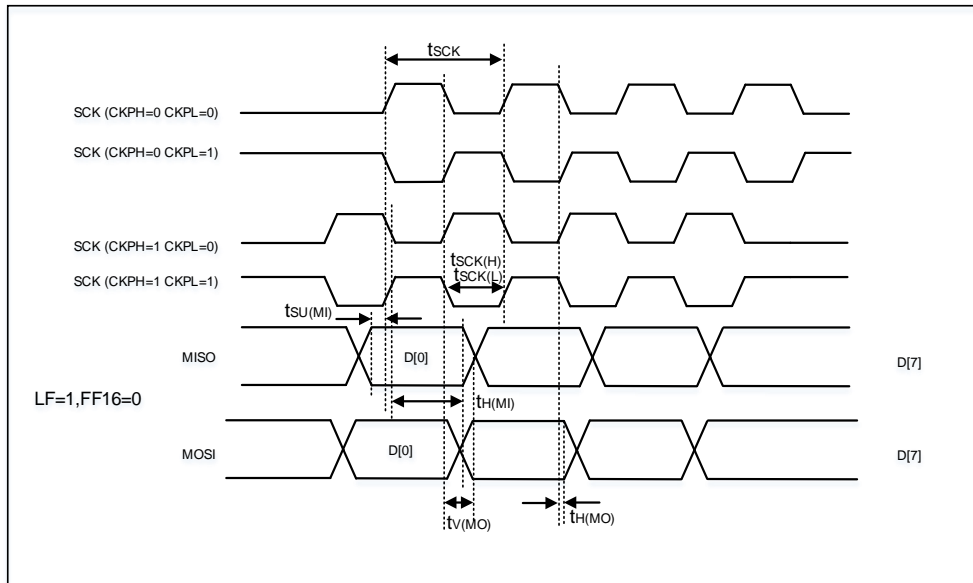 tSCK
SCK (CKPH=0 CKPL=0)
SCK (CKPH=0 CKPL=1)
SCK (CKPH=1 CKPL=0)
tSCK(H)
tSCK(L)
SCK (CKPH=1 CKPL=1)
tSU(MI)
MISO
D[0]
D[7]
LF=1,FF16=0
tH(MI)
MOSI
D[0]
D[7]
tV(MO)
tH(MO)